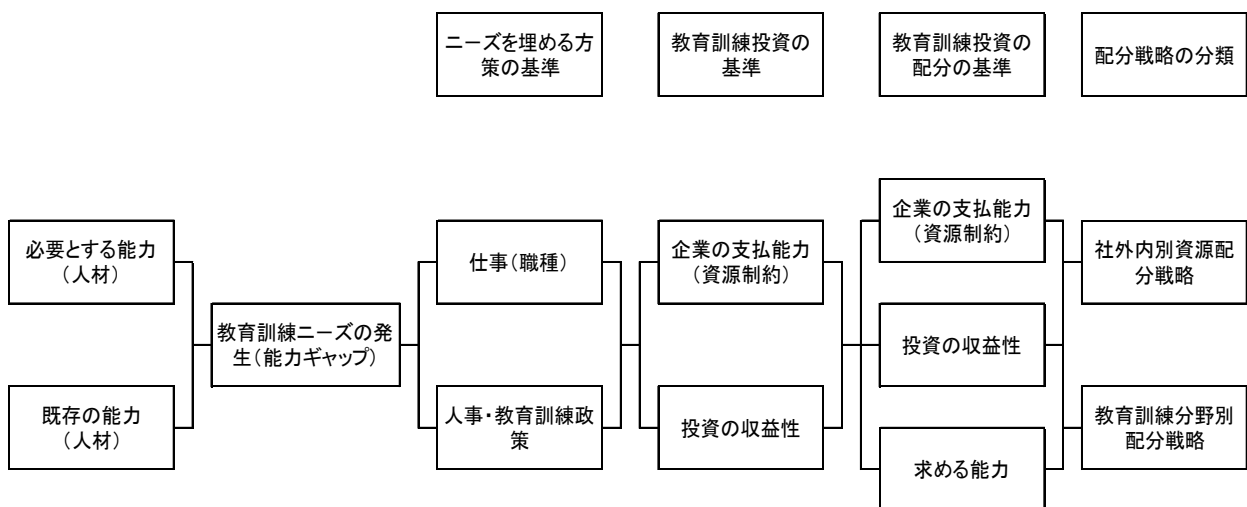 ニーズを埋める方
策の基準
教育訓練投資の
基準
教育訓練投資の
配分の基準
配分戦略の分類
必要とする能力
（人材）
既存の能力
（人材）
教育訓練ニーズの発
生（能力ギャップ）
仕事（職種）
人事・教育訓練政
策
企業の支払能力
（資源制約）
投資の収益性
企業の支払能力
（資源制約）
投資の収益性
求める能力
社外内別資源配
分戦略
教育訓練分野別
配分戦略